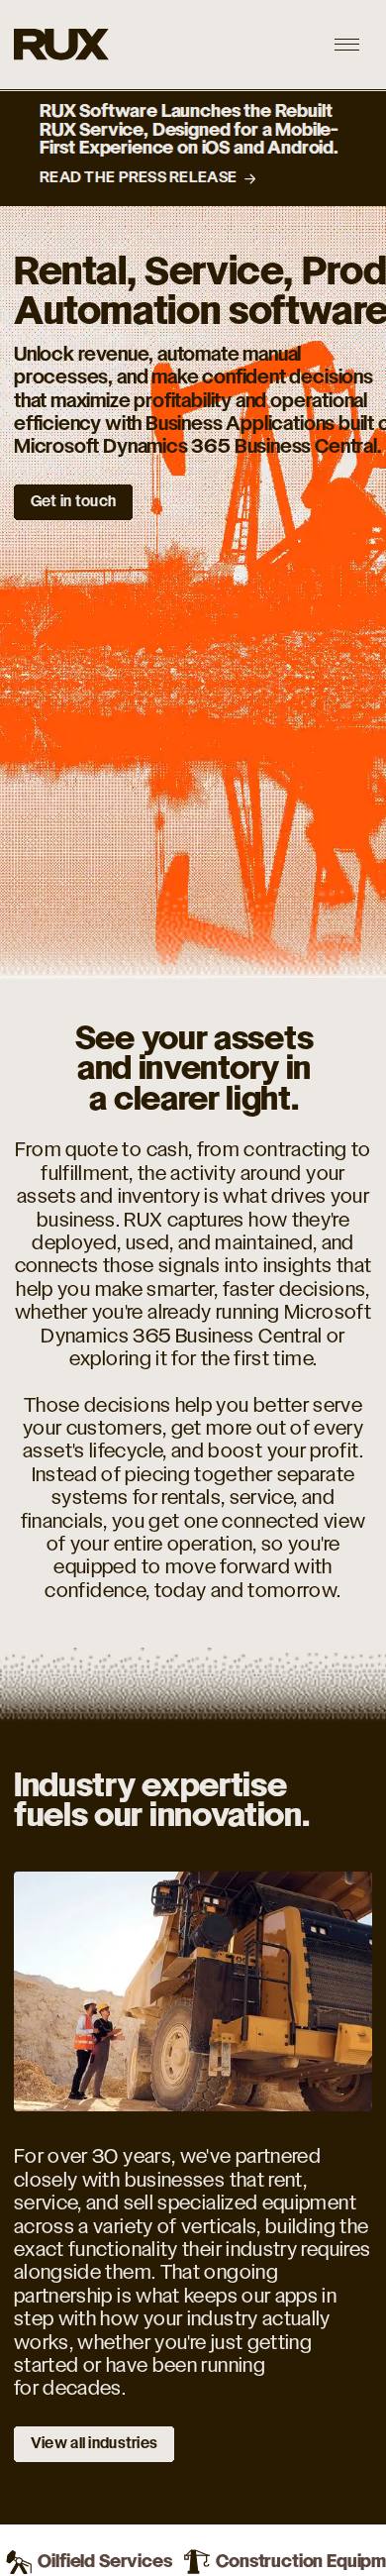 RUX
RUX Software Launches the Rebuilt
RUX Service, Designed for a Mobile-
First Experience on iOS and Android.
READ THE PRESS RELEASE →
Rental, Service, Prod
Automation software
Unlock revenue, automate manual
processes, and make confident decisions
that maximize profitability and operational
efficiency with Business Applications built o
Microsoft Dynamics 365 Business Central.
Get in touch
See your assets
and inventory in
a clearer light.
From quote to cash, from contracting to
fulfillment, the activity around your
assets and inventory is what drives your
business. RUX captures how they're
deployed, used, and maintained, and
connects those signals into insights that
help you make smarter, faster decisions,
whether you're already running Microsoft
Dynamics 365 Business Central or
exploring it for the first time.
Those decisions help you better serve
your customers, get more out of every
asset's lifecycle, and boost your profit.
Instead of piecing together separate
systems for rentals, service, and
financials, you get one connected view
of your entire operation, so you're
equipped to move forward with
confidence, today and tomorrow.
Industry expertise
fuels our innovation.
For over 30 years, we've partnered
closely with businesses that rent,
service, and sell specialized equipment
across a variety of verticals, building the
exact functionality their industry requires
alongside them. That ongoing
partnership is what keeps our apps in
step with how your industry actually
works, whether you're just getting
started or have been running
for decades.
View all industries
Oilfield Services Construction Equipm